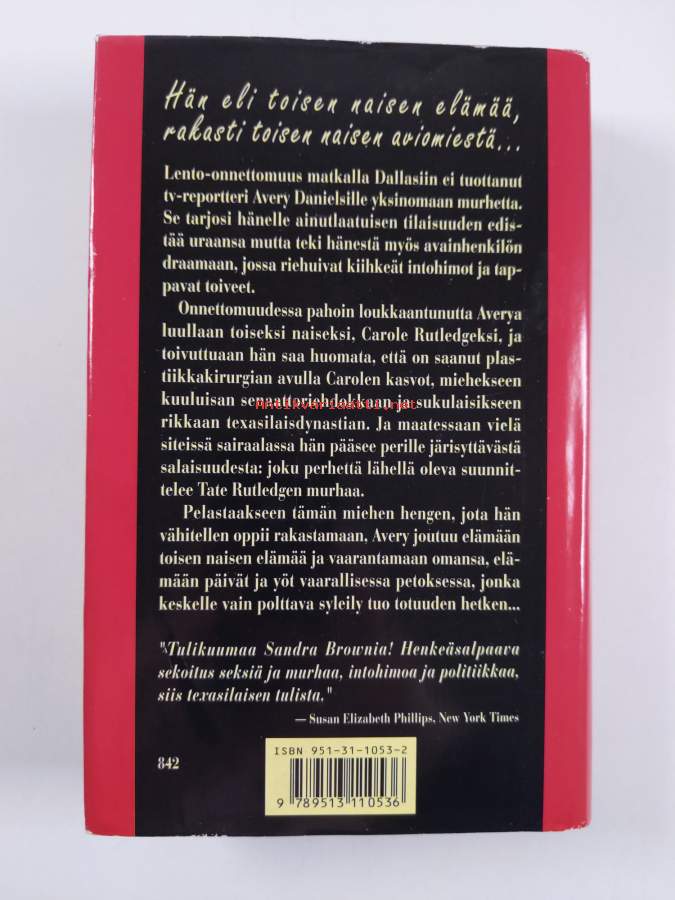 Hän eli toisen naisen elämää,
rakasti toisen naisen aviomiestä...
Lento-onnettomuus matkalla Dallasiin ei tuottanut
tv-reportteri Avery Danielsille yksinomaan murhetta.
Se tarjosi hänelle ainutlaatuisen tilaisuuden edis-
tää uraansa mutta teki hänestä myös avainhenkilön
draamaan, jossa riehuivat kiihkeät intohimot ja tap-
pavat toiveet.
Onnettomuudessa pahoin loukkaantunutta Averya
luullaan toiseksi naiseksi, Carole Rutledgeksi, ja
toivuttuaan hän saa huomata, että on saanut plas-
tiikkakirurgian avulla Carolen kasvot, miehekseen
kuuluisan senaattoriehdokkaan ja sukulaisikseen
Antikvariaatti.net
rikkaan texasilaisdynastian. Ja maatessaan vielä
siteissä sairaalassa hän pääsee perille järisyttävästä
salaisuudesta: joku perhettä lähellä oleva suunnit-
telee Tate Rutledgen murhaa.
Pelastaakseen tämän miehen hengen, jota hän
vähitellen oppii rakastamaan, Avery joutuu elämään
toisen naisen elämää ja vaarantamaan omansa, elä-
mään päivät ja yöt vaarallisessa petoksessa, jonka
keskelle vain polttava syleily tuo totuuden hetken...
"Tulikuumaa Sandra Brownia! Henkeäsalpaava
sekoitus seksiä ja murhaa, intohimoa ja politiikkaa,
siis texasilaisen tulista."
— Susan Elizabeth Phillips, New York Times
842
ISBN 951-31-1053-2
9 789513 110536